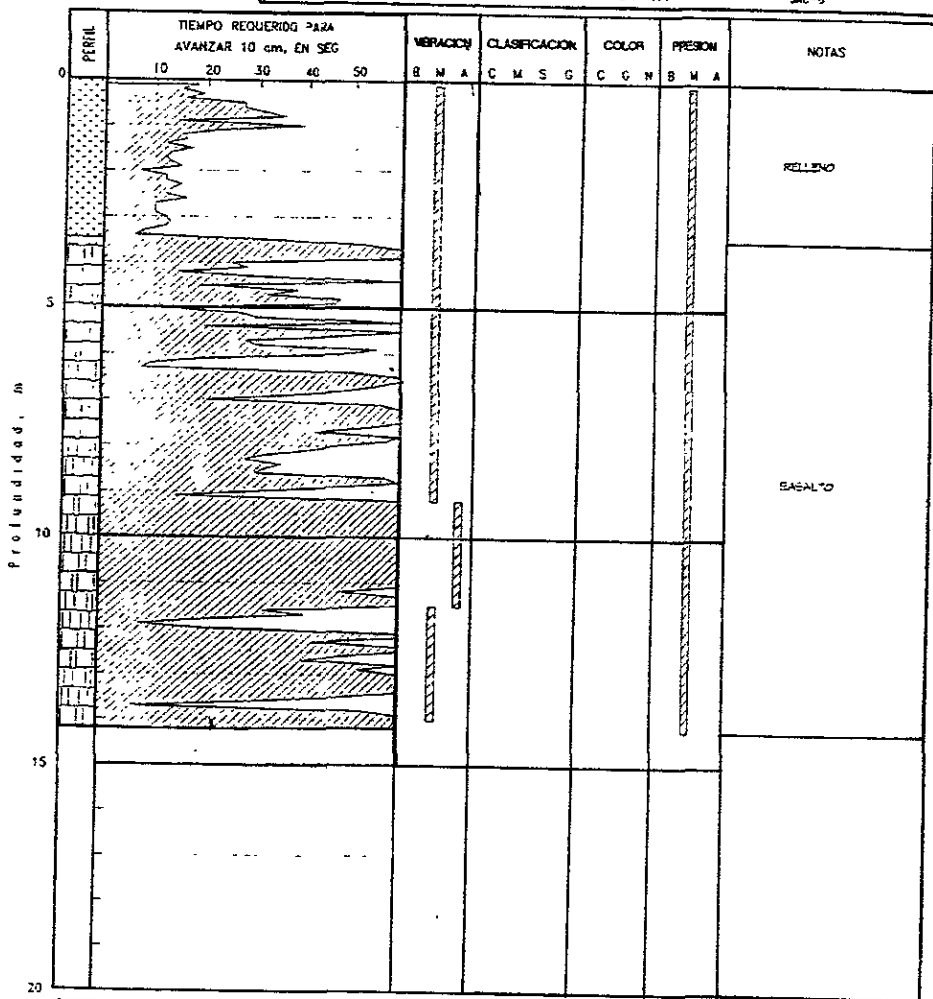 PERFIL
TIEMPO REQUERIDO PARA
AVANZAR 10 cm, EN SEG
10 20 30 40 50
VIBRACION
B M A
CLASIFICACION
C M S G
COLOR
C G N
PRESION
B M A
NOTAS
0
RELLENO
5
BASALTO
Profundidad, m
10
15
20